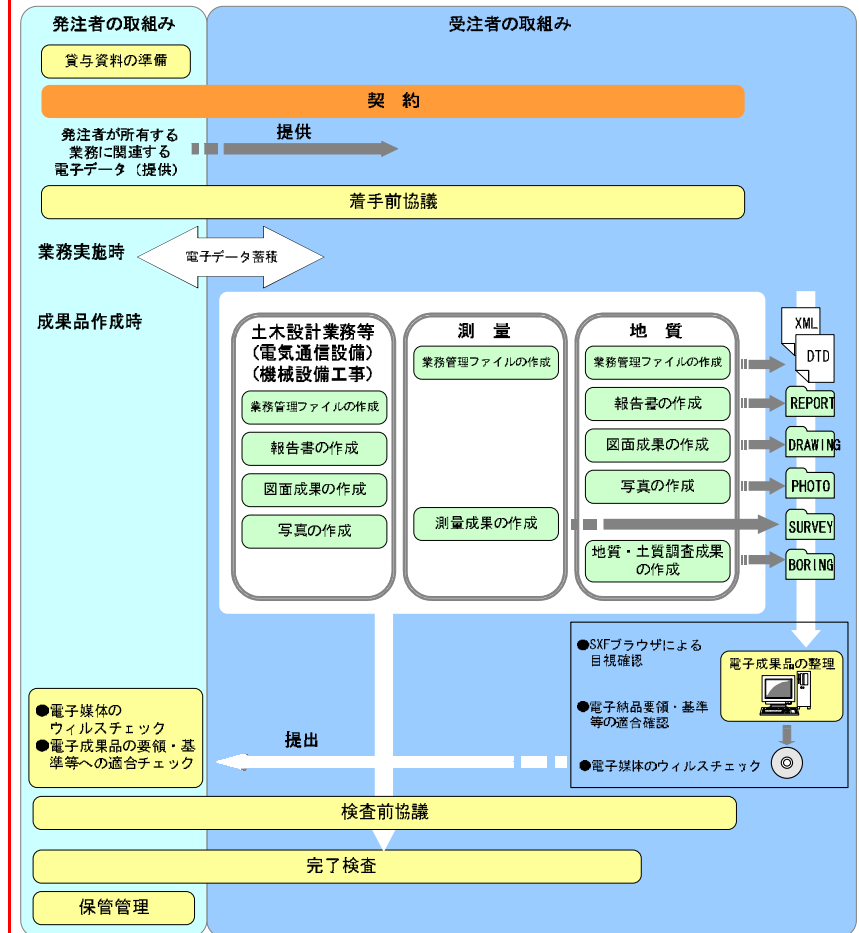 発注者の取組み
受注者の取組み
貸与資料の準備
契 約
発注者が所有する
業務に関連する
電子データ（提供）
提供
着手前協議
業務実施時
電子データ蓄積
成果品作成時
土木設計業務等
(電気通信設備)
(機械設備工事)
業務管理ファイルの作成
報告書の作成
図面成果の作成
写真の作成
測 量
業務管理ファイルの作成
測量成果の作成
地 質
業務管理ファイルの作成
報告書の作成
図面成果の作成
写真の作成
地質・土質調査成果
の作成
XML
DTD
REPORT
DRAWING
PHOTO
SURVEY
BORING
●SXFブラウザによる
目視確認
●電子納品要領・基準
等の適合確認
●電子媒体のウィルスチェック
電子成果品の整理
●電子媒体の
ウィルスチェック
●電子成果品の要領・基
準等への適合チェック
提出
検査前協議
完了検査
保管管理